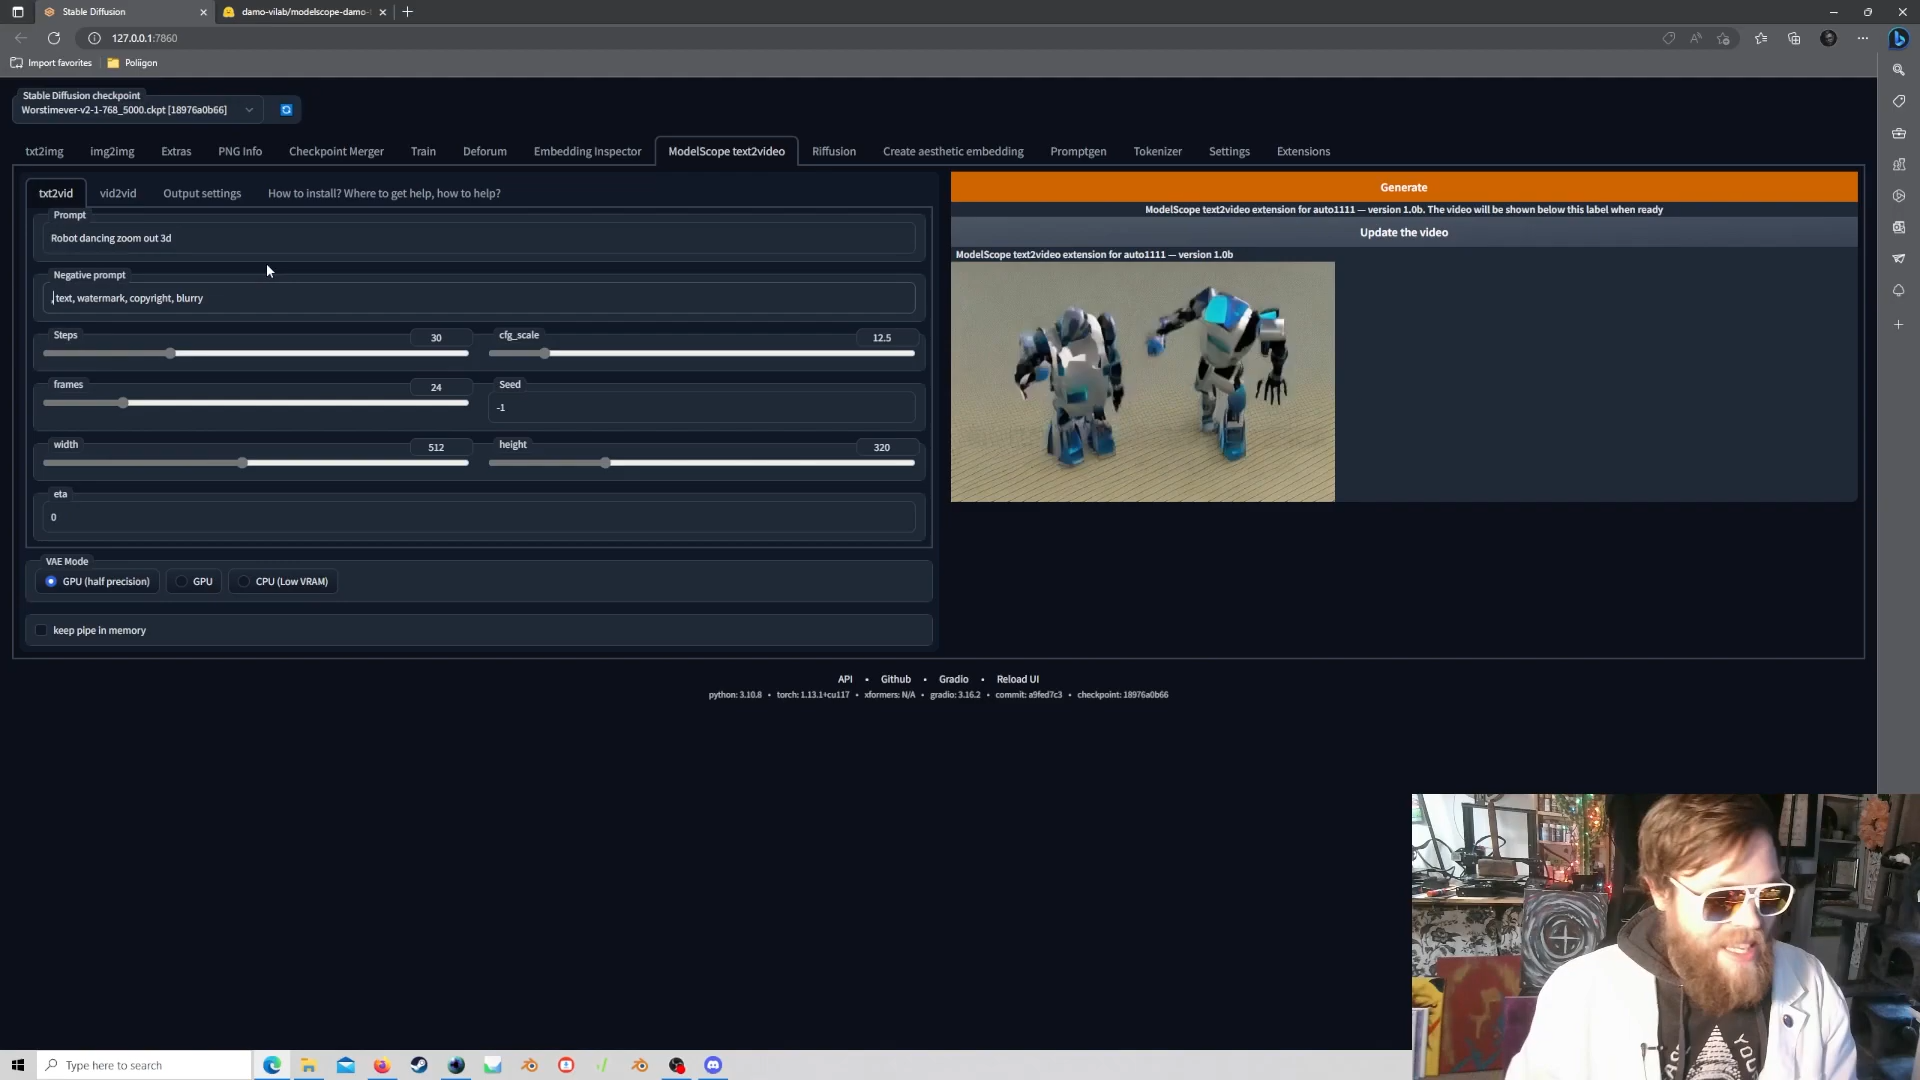 Stable Diffusion
damo-vilab/modelscope-damo-
127.0.0.1:7860
Import favorites
Poliigon
Stable Diffusion checkpoint
Worstimever-v2-1-768_5000.ckpt [18976a0b66]
txt2img
img2img
Extras
PNG Info
Checkpoint Merger
Train
Deforum
Embedding Inspector
ModelScope text2video
Riffusion
Create aesthetic embedding
Promptgen
Tokenizer
Settings
Extensions
txt2vid
vid2vid
Output settings
How to install? Where to get help, how to help?
Prompt
Robot dancing zoom out 3d
Negative prompt
, text, watermark, copyright, blurry
Steps
30
cfg_scale
12.5
frames
24
Seed
-1
width
512
height
320
eta
0
VAE Mode
GPU (half precision)
GPU
CPU (Low VRAM)
keep pipe in memory
Generate
ModelScope text2video extension for auto1111 — version 1.0b. The video will be shown below this label when ready
Update the video
ModelScope text2video extension for auto1111 — version 1.0b
API • Github • Gradio • Reload UI
python: 3.10.8 • torch: 1.13.1+cu117 • xformers: N/A • gradio: 3.16.2 • commit: a9fed7c3 • checkpoint: 18976a0b66
Type here to search